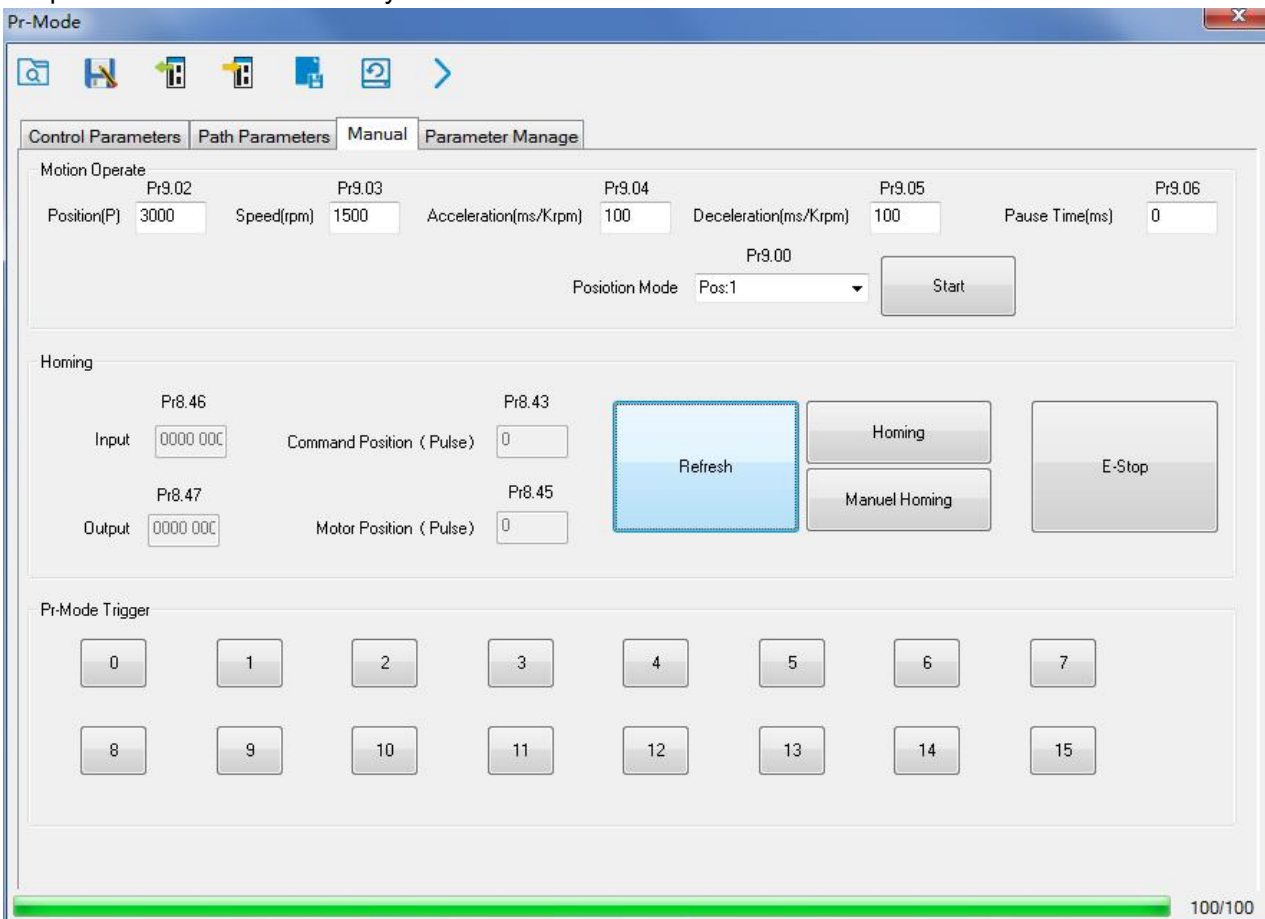 Pr-Mode
Control Parameters Path Parameters Manual Parameter Manage
Motion Operate
Pr9.02 Pr9.03 Pr9.04 Pr9.05 Pr9.06
Position(P) 3000 Speed(rpm) 1500 Acceleration(ms/Krpm) 100 Deceleration(ms/Krpm) 100 Pause Time(ms) 0
Pr9.00
Posiotion Mode Pos:1 Start
Homing
Pr8.46 Pr8.43
Input 0000 000 Command Position ( Pulse ) 0
Refresh Homing E-Stop
Manuel Homing
Pr8.47 Pr8.45
Output 0000 000 Motor Position ( Pulse ) 0
Pr-Mode Trigger
0 1 2 3 4 5 6 7
8 9 10 11 12 13 14 15
100/100